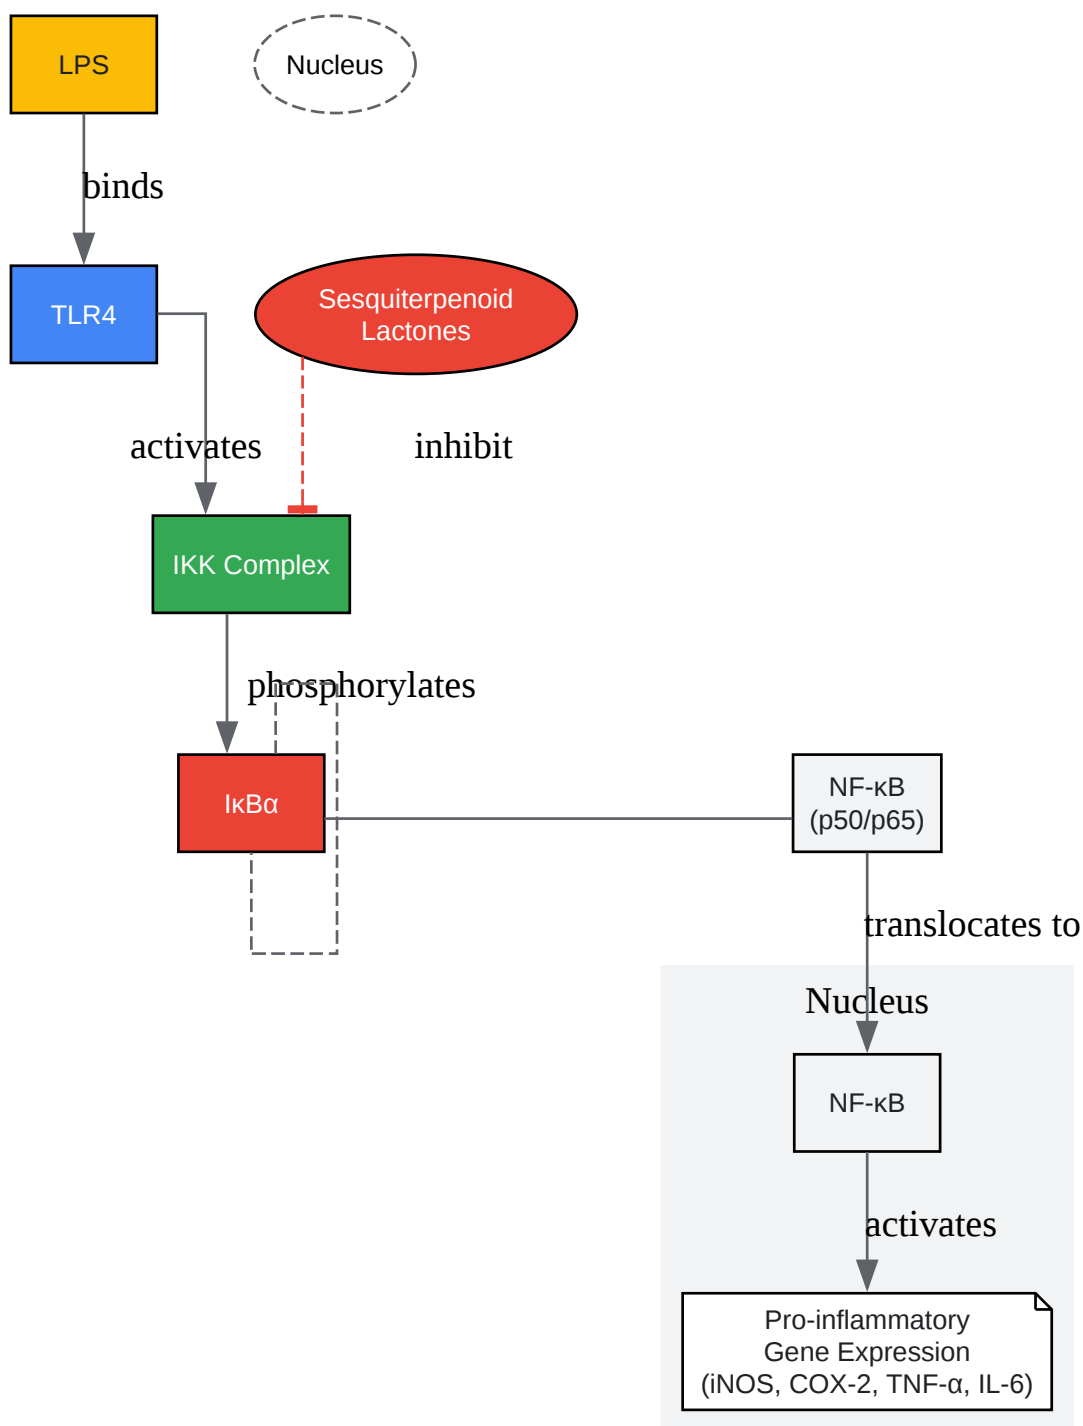 LPS
Nucleus
binds
TLR4
Sesquiterpenoid
Lactones
activates
inhibit
IKK Complex
phosphorylates
IκBα
NF-κB
(p50/p65)
translocates to
Nucleus
NF-κB
activates
Pro-inflammatory
Gene Expression
(iNOS, COX-2, TNF-α, IL-6)